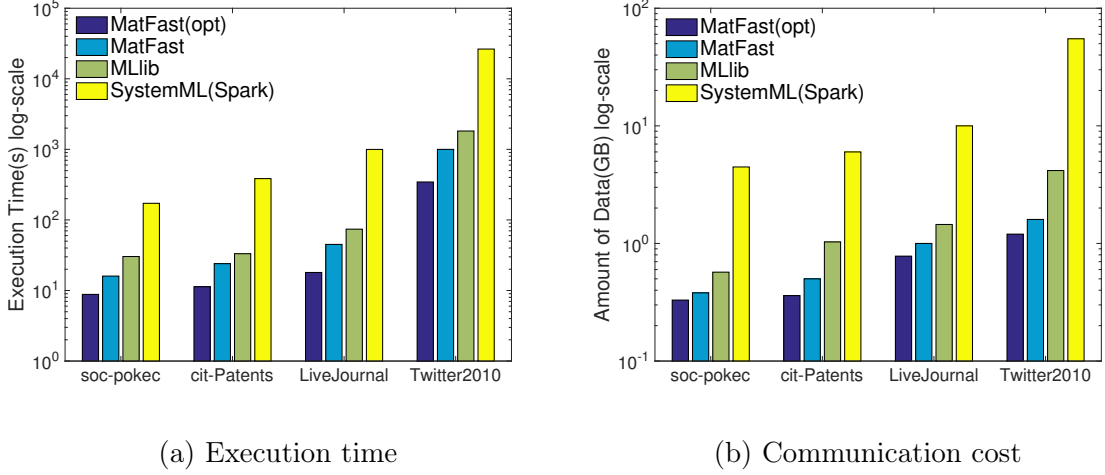 10^5
10^4
10^3
10^2
10^1
10^0
Execution Time(s) log-scale
MatFast(opt)
MatFast
MLlib
SystemML(Spark)
soc-pokec cit-Patents LiveJournal Twitter2010
(a) Execution time
10^2
10^1
10^0
10^-1
Amount of Data(GB) log-scale
MatFast(opt)
MatFast
MLlib
SystemML(Spark)
soc-pokec cit-Patents LiveJournal Twitter2010
(b) Communication cost